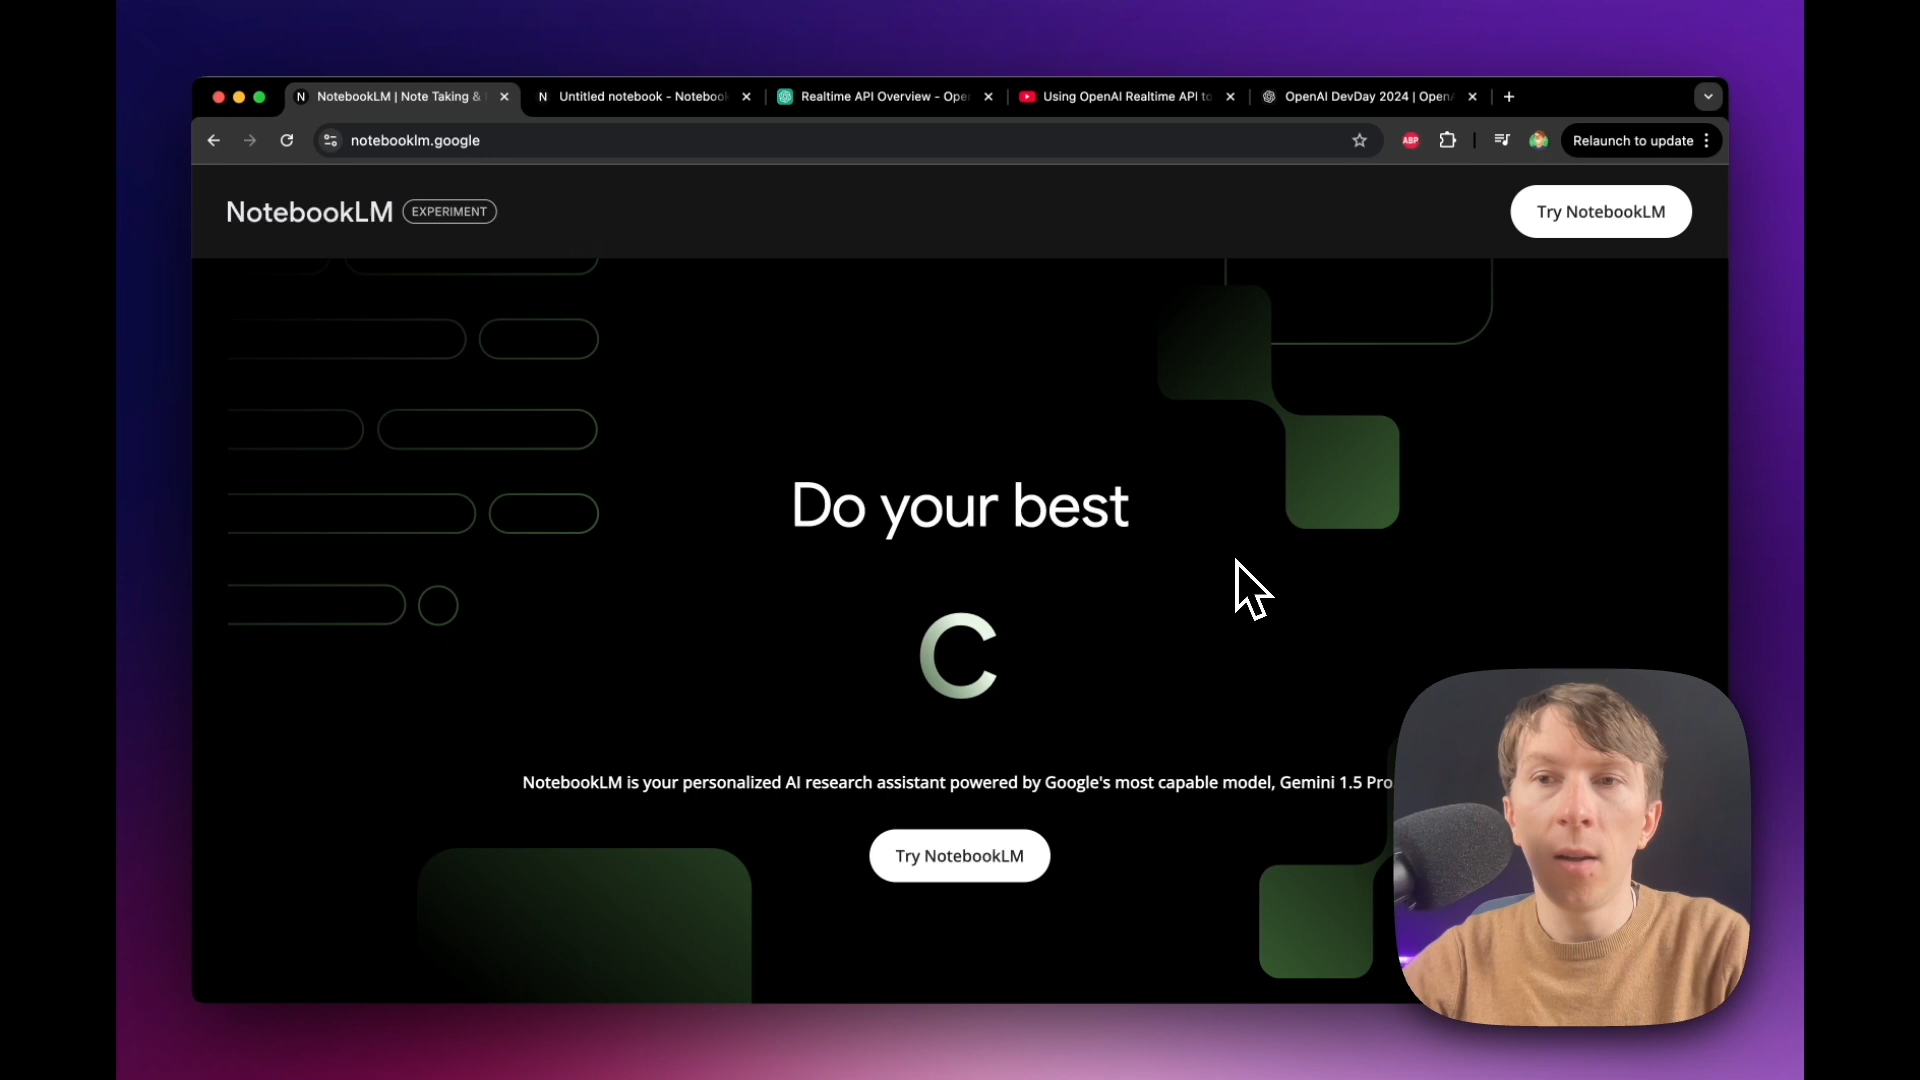 NotebookLM | Note Taking &
Untitled notebook - Notebook
Realtime API Overview - Ope
Using OpenAI Realtime API to
OpenAI DevDay 2024 | Open
notebooklm.google
ABP
Relaunch to update
NotebookLM
EXPERIMENT
Try NotebookLM
Do your best
C
NotebookLM is your personalized AI research assistant powered by Google's most capable model, Gemini 1.5 Pro
Try NotebookLM